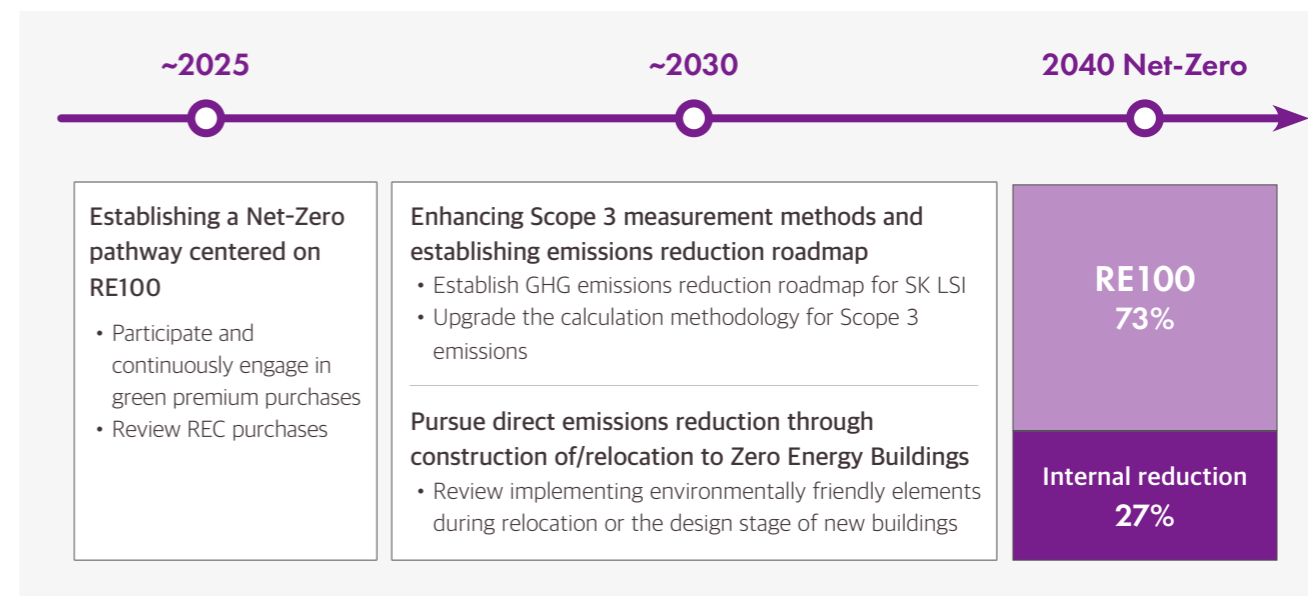 ~2025
~2030
2040 Net-Zero
Establishing a Net-Zero
pathway centered on
RE100
• Participate and
continuously engage in
green premium purchases
• Review REC purchases
Enhancing Scope 3 measurement methods and
establishing emissions reduction roadmap
• Establish GHG emissions reduction roadmap for SK LSI
• Upgrade the calculation methodology for Scope 3
emissions
Pursue direct emissions reduction through
construction of/relocation to Zero Energy Buildings
• Review implementing environmentally friendly elements
during relocation or the design stage of new buildings
RE100
73%
Internal reduction
27%